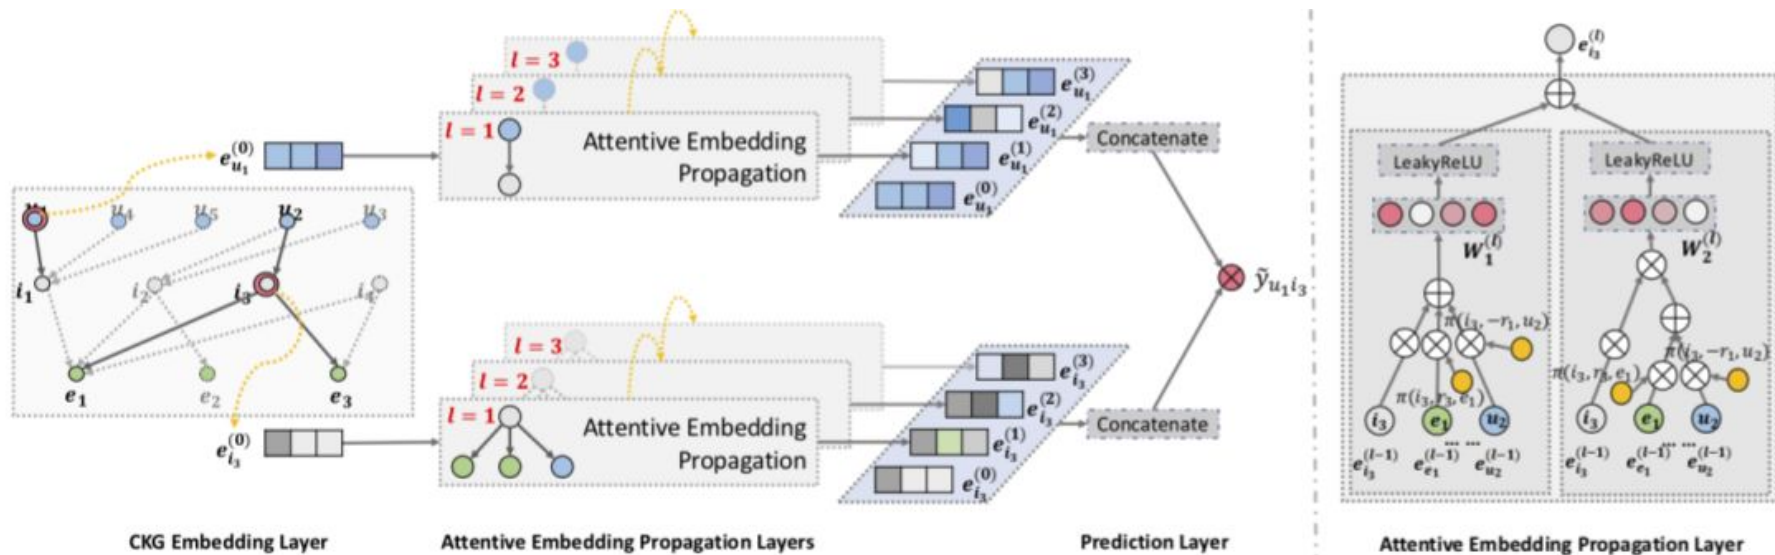 l = 3
l = 2
l = 1
Attentive Embedding
Propagation
e_{u_1}^{(0)}
e_{u_1}^{(3)}
e_{u_1}^{(2)}
e_{u_1}^{(1)}
e_{u_1}^{(0)}
Concatenate
u_4 u_5 u_2 u_3
i_1 i_2 i_3 i_4
e_1 e_2 e_3
ỹ_{u_1 i_3}
l = 3
l = 2
l = 1
Attentive Embedding
Propagation
e_{i_3}^{(0)}
e_{i_3}^{(3)}
e_{i_3}^{(2)}
e_{i_3}^{(1)}
e_{i_3}^{(0)}
Concatenate
CKG Embedding Layer
Attentive Embedding Propagation Layers
Prediction Layer
e_{i_3}^{(l)}
LeakyReLU
W_1^{(l)}
π(i_3, −r_1, u_2)
π(i_3, r_3, e_1)
i_3 e_1 u_2
... ...
e_{i_3}^{(l-1)} e_{e_1}^{(l-1)} e_{u_2}^{(l-1)}
LeakyReLU
W_2^{(l)}
π(i_3, −r_1, u_2)
π(i_3, r_3, e_1)
i_3 e_1 u_2
... ...
e_{i_3}^{(l-1)} e_{e_1}^{(l-1)} e_{u_2}^{(l-1)}
Attentive Embedding Propagation Layer